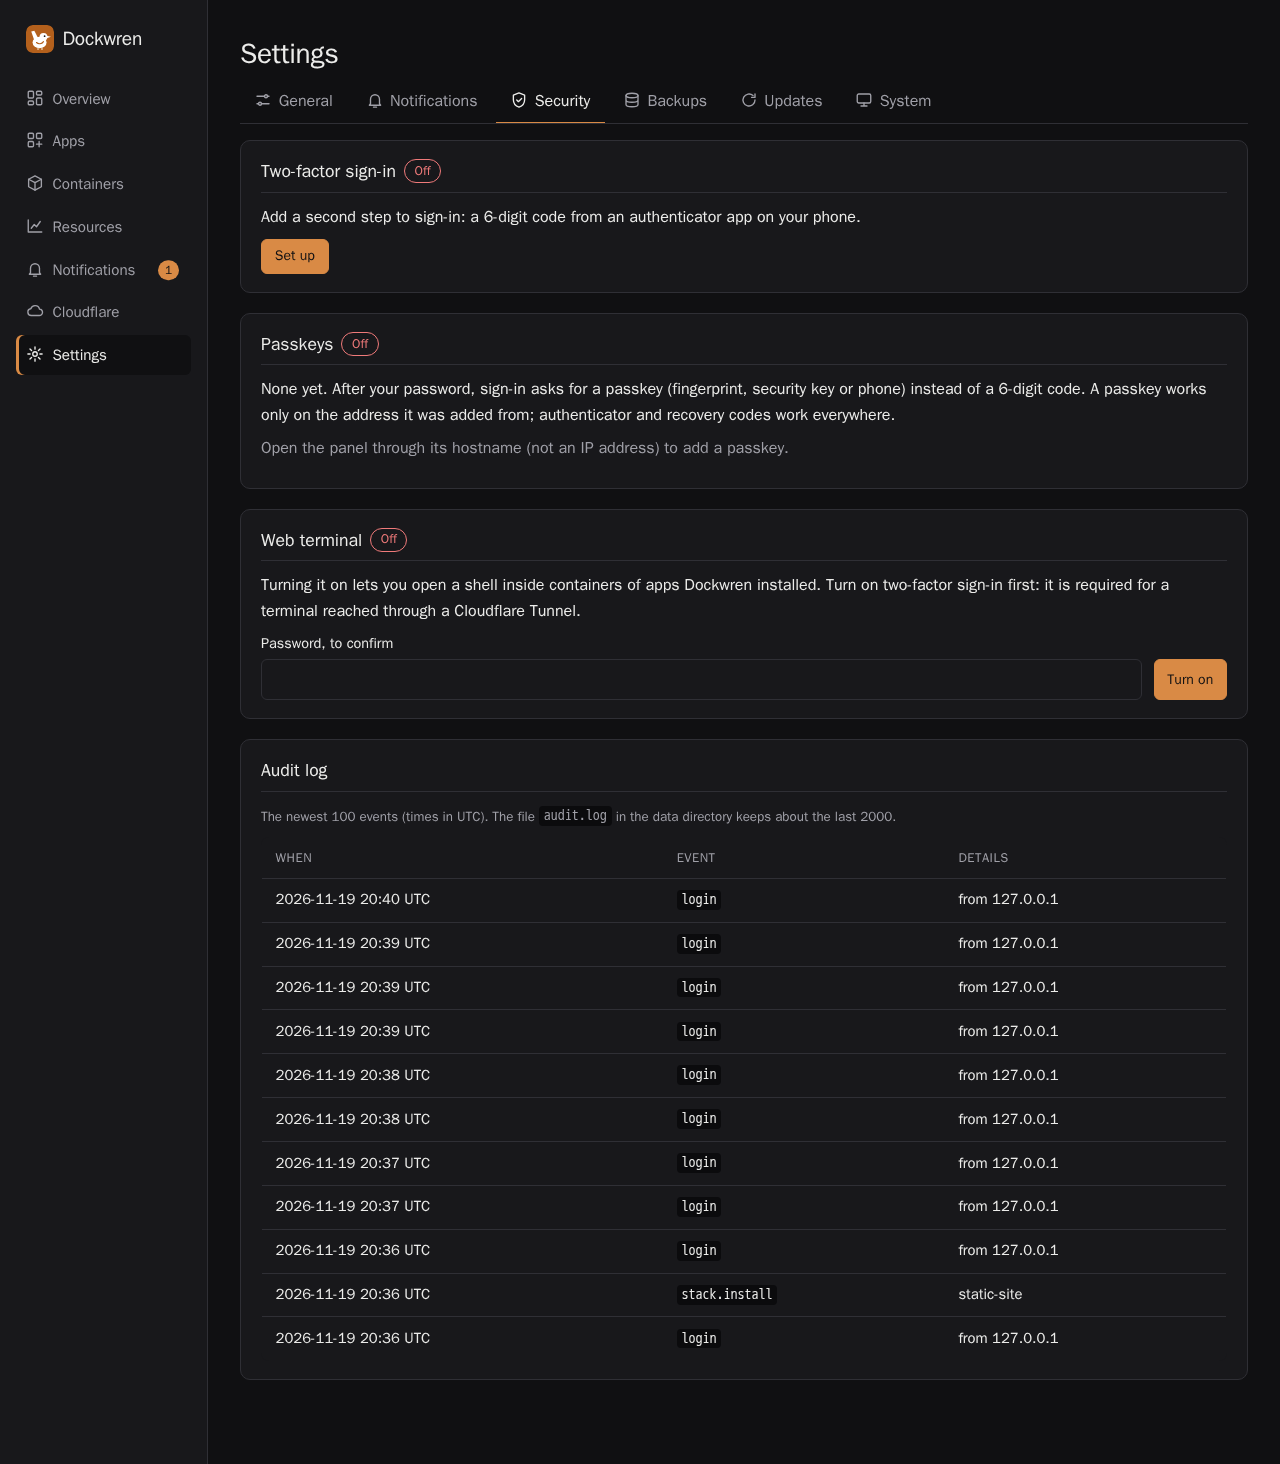 Dockwren
Overview
Apps
Containers
Resources
Notifications 1
Cloudflare
Settings
Settings
General Notifications Security Backups Updates System
Two-factor sign-in Off
Add a second step to sign-in: a 6-digit code from an authenticator app on your phone.
Set up
Passkeys Off
None yet. After your password, sign-in asks for a passkey (fingerprint, security key or phone) instead of a 6-digit code. A passkey works
only on the address it was added from; authenticator and recovery codes work everywhere.
Open the panel through its hostname (not an IP address) to add a passkey.
Web terminal Off
Turning it on lets you open a shell inside containers of apps Dockwren installed. Turn on two-factor sign-in first: it is required for a
terminal reached through a Cloudflare Tunnel.
Password, to confirm
Turn on
Audit log
The newest 100 events (times in UTC). The file audit.log in the data directory keeps about the last 2000.
WHEN EVENT DETAILS
2026-11-19 20:40 UTC login from 127.0.0.1
2026-11-19 20:39 UTC login from 127.0.0.1
2026-11-19 20:39 UTC login from 127.0.0.1
2026-11-19 20:39 UTC login from 127.0.0.1
2026-11-19 20:38 UTC login from 127.0.0.1
2026-11-19 20:38 UTC login from 127.0.0.1
2026-11-19 20:37 UTC login from 127.0.0.1
2026-11-19 20:37 UTC login from 127.0.0.1
2026-11-19 20:36 UTC login from 127.0.0.1
2026-11-19 20:36 UTC stack.install static-site
2026-11-19 20:36 UTC login from 127.0.0.1